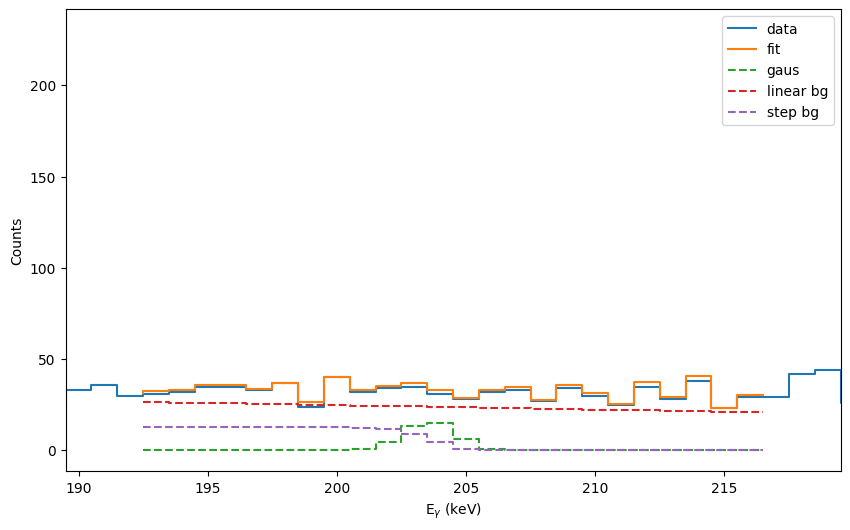 data
fit
gaus
linear bg
step bg
200
150
100
50
0
Counts
190
195
200
205
210
215
E_γ (keV)